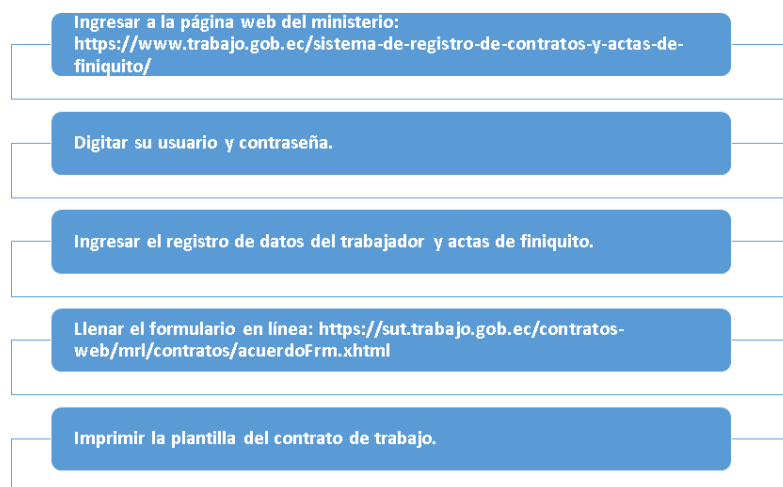 Ingresar a la página web del ministerio:
https://www.trabajo.gob.ec/sistema-de-registro-de-contratos-y-actas-de-
finiquito/
Digitar su usuario y contraseña.
Ingresar el registro de datos del trabajador y actas de finiquito.
Llenar el formulario en línea: https://sut.trabajo.gob.ec/contratos-
web/mrl/contratos/acuerdoFrm.xhtml
Imprimir la plantilla del contrato de trabajo.